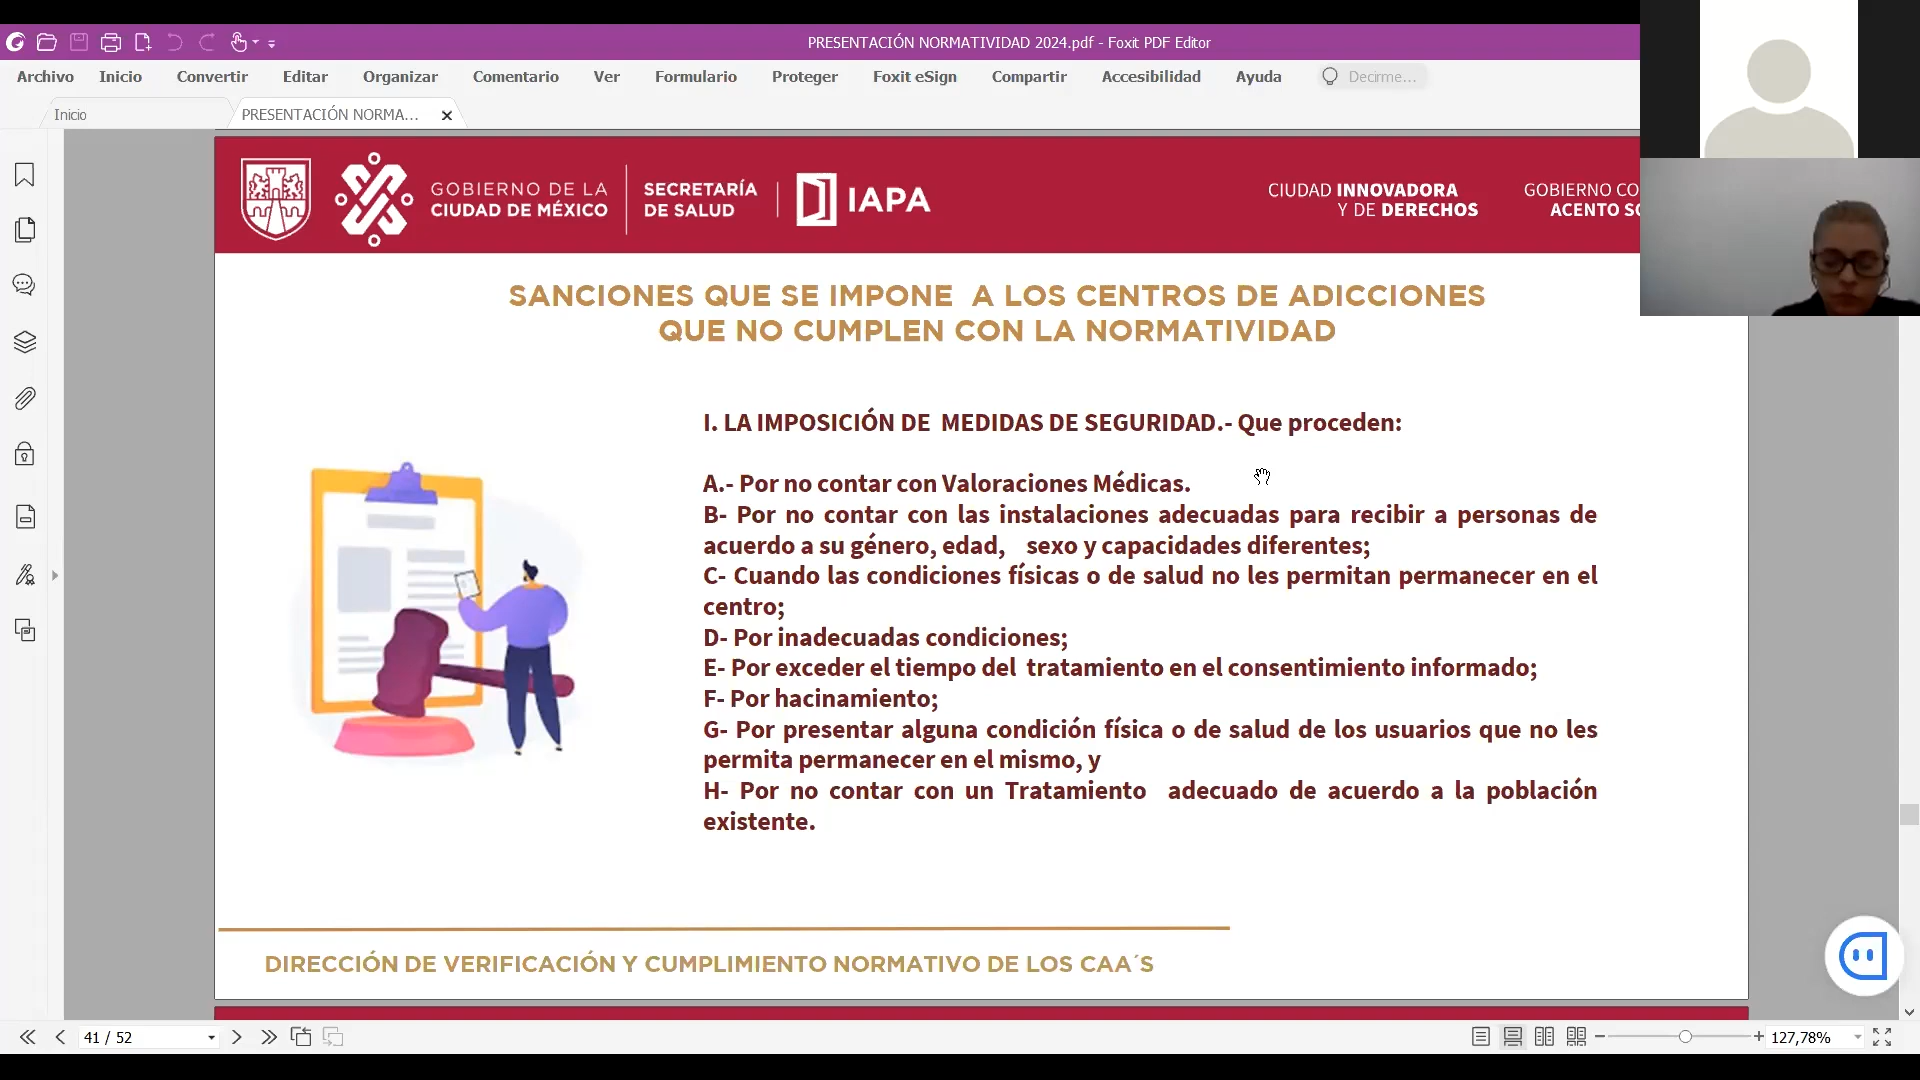 PRESENTACIÓN NORMATIVIDAD 2024.pdf - Foxit PDF Editor
Archivo Inicio Convertir Editar Organizar Comentario Ver Formulario Proteger Foxit eSign Compartir Accesibilidad Ayuda Decirme...
Inicio PRESENTACIÓN NORMA...
GOBIERNO DE LA
CIUDAD DE MÉXICO
SECRETARÍA
DE SALUD
IAPA
CIUDAD INNOVADORA
Y DE DERECHOS
GOBIERNO CO
ACENTO SO
SANCIONES QUE SE IMPONE A LOS CENTROS DE ADICCIONES
QUE NO CUMPLEN CON LA NORMATIVIDAD
I. LA IMPOSICIÓN DE MEDIDAS DE SEGURIDAD.- Que proceden:
A.- Por no contar con Valoraciones Médicas.
B- Por no contar con las instalaciones adecuadas para recibir a personas de
acuerdo a su género, edad, sexo y capacidades diferentes;
C- Cuando las condiciones físicas o de salud no les permitan permanecer en el
centro;
D- Por inadecuadas condiciones;
E- Por exceder el tiempo del tratamiento en el consentimiento informado;
F- Por hacinamiento;
G- Por presentar alguna condición física o de salud de los usuarios que no les
permita permanecer en el mismo, y
H- Por no contar con un Tratamiento adecuado de acuerdo a la población
existente.
DIRECCIÓN DE VERIFICACIÓN Y CUMPLIMIENTO NORMATIVO DE LOS CAA´S
41 / 52
127,78%